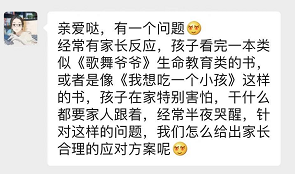 亲爱哒，有一个问题
经常有家长反应，孩子看完一本类
似《歌舞爷爷》生命教育类的书，
或者是像《我想吃一个小孩》这样
的书，孩子在家特别害怕，干什么
都要家人跟着，经常半夜哭醒，针
对这样的问题，我们怎么给出家长
合理的应对方案呢